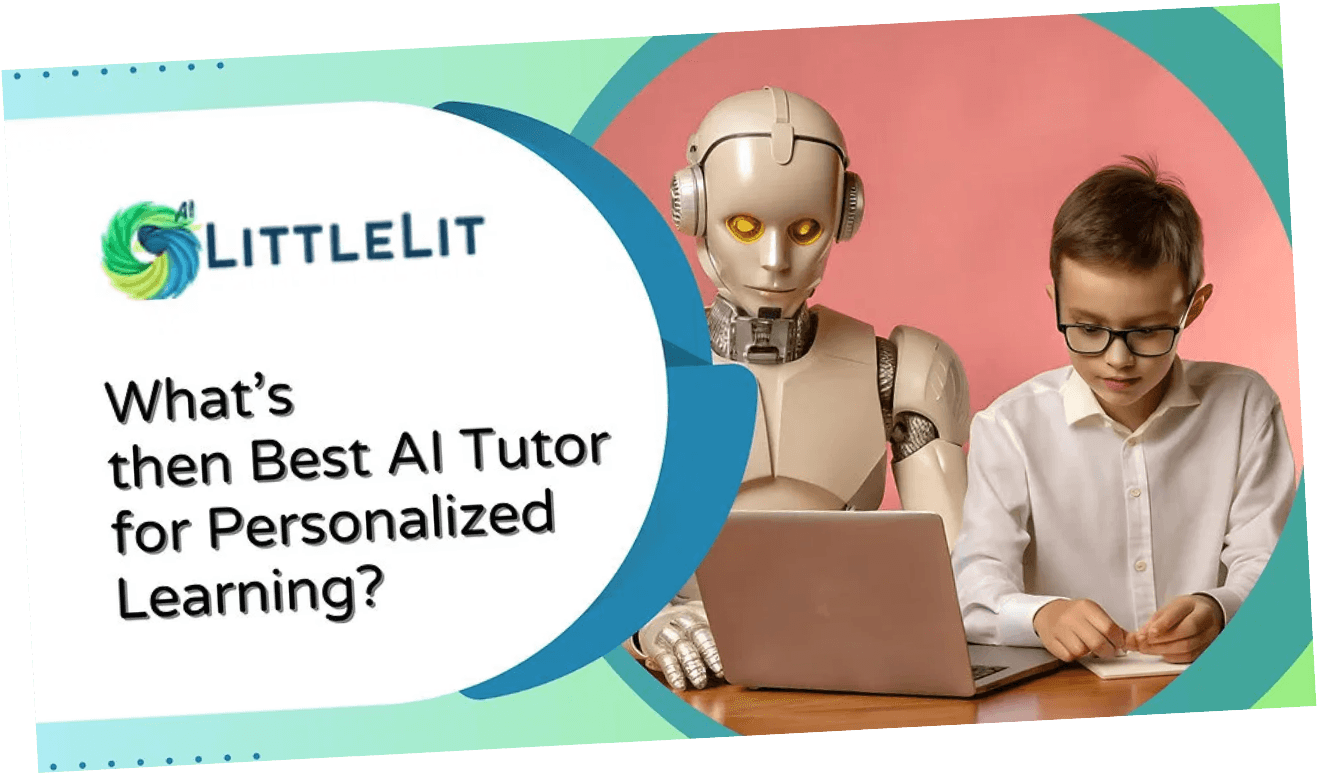 AI
LITTLELIT
What's
then Best AI Tutor
for Personalized
Learning?